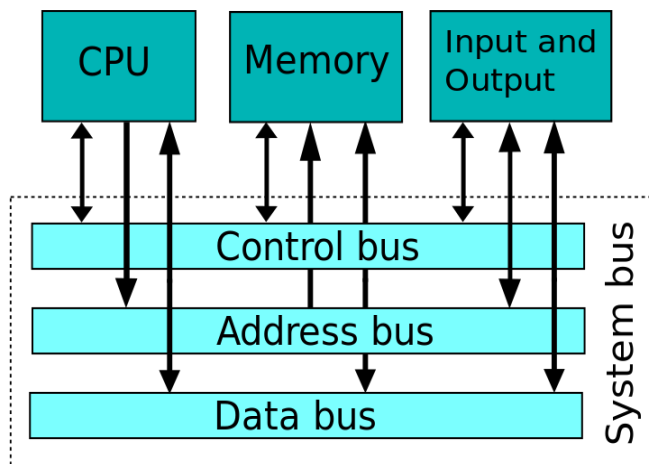 CPU
Memory
Input and
Output
Control bus
Address bus
Data bus
System bus